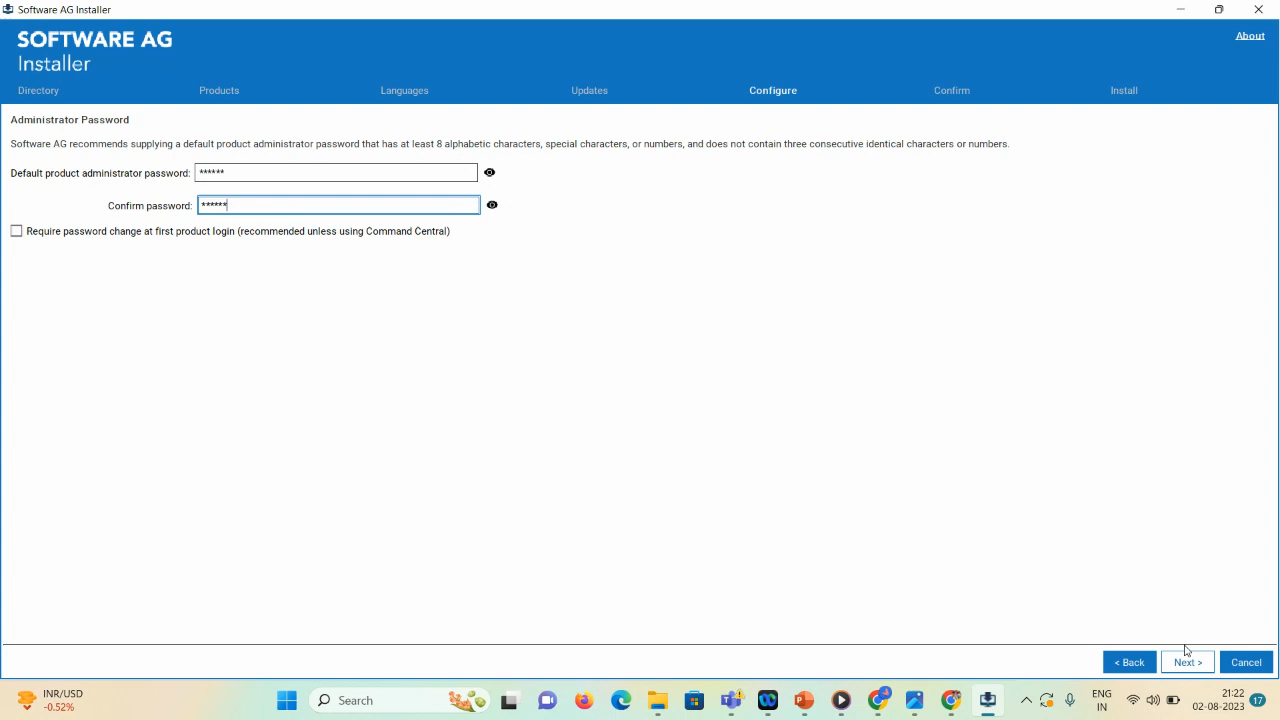 Software AG Installer
SOFTWARE AG
Installer
About
Directory
Products
Languages
Updates
Configure
Confirm
Install
Administrator Password
Software AG recommends supplying a default product administrator password that has at least 8 alphabetic characters, special characters, or numbers, and does not contain three consecutive identical characters or numbers.
Default product administrator password: ******
Confirm password: ******
Require password change at first product login (recommended unless using Command Central)
< Back
Next >
Cancel
INR/USD
-0.52%
Search
ENG
IN
21:22
02-08-2023
17